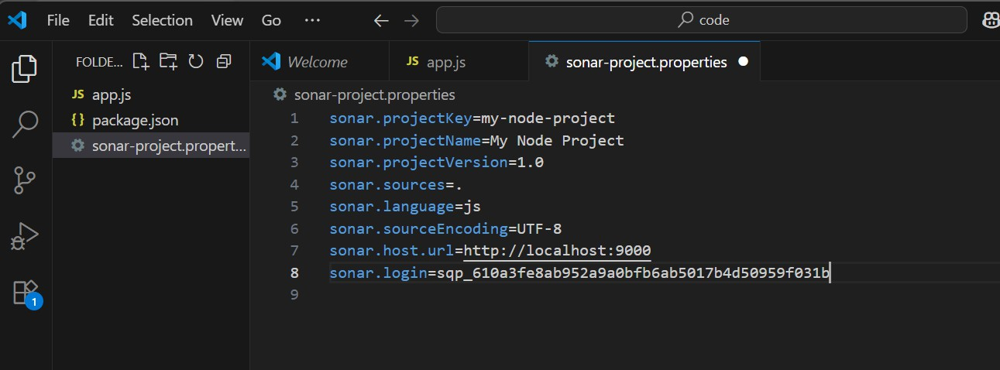 File Edit Selection View Go ...
code
FOLDE...
Welcome
JS app.js
sonar-project.properties
JS app.js
{} package.json
sonar-project.propert...
1
sonar-project.properties
1 sonar.projectKey=my-node-project
2 sonar.projectName=My Node Project
3 sonar.projectVersion=1.0
4 sonar.sources=.
5 sonar.language=js
6 sonar.sourceEncoding=UTF-8
7 sonar.host.url=http://localhost:9000
8 sonar.login=sqp_610a3fe8ab952a9a0bfb6ab5017b4d50959f031b
9